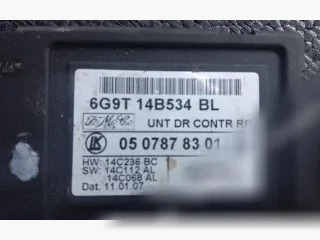 6G9T 14B534 BL
UNT DR CONTR RR
05 0787 83 01
HW: 14C236 BC
SW: 14C112 AL
14C068 AL
Dat. 11.01.07